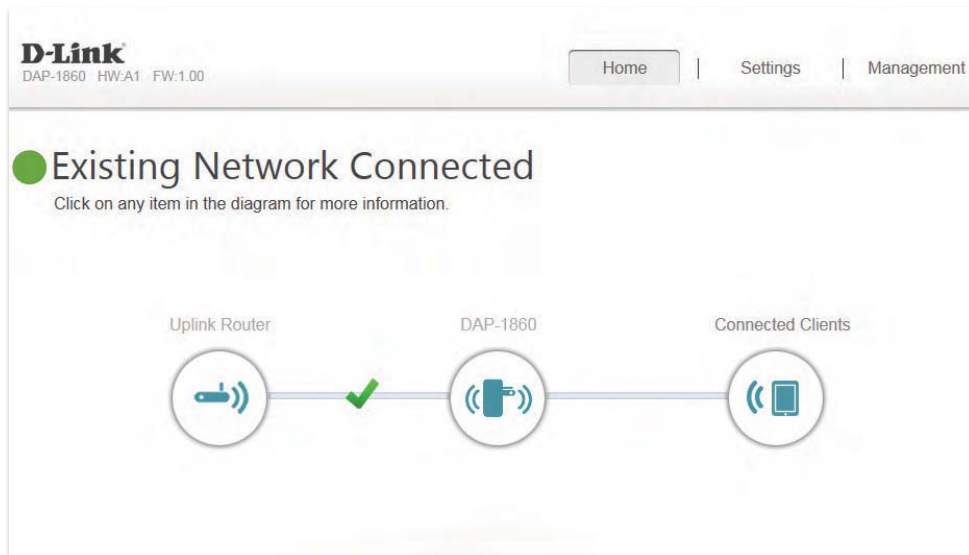 D-Link
DAP-1860 HW:A1 FW:1.00
Home | Settings | Management
Existing Network Connected
Click on any item in the diagram for more information.
Uplink Router
DAP-1860
Connected Clients